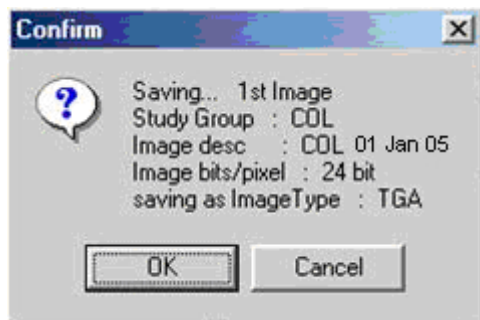 Confirm
Saving... 1st Image
Study Group : COL
Image desc : COL 01 Jan 05
Image bits/pixel : 24 bit
saving as ImageType : TGA
OK Cancel